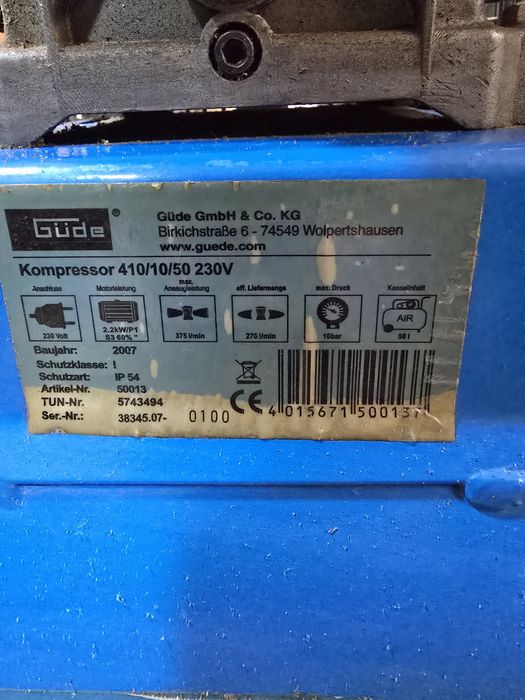 Güde®
Güde GmbH & Co. KG
Birkichstraße 6 - 74549 Wolpertshausen
www.guede.com
Kompressor 410/10/50 230V
Anschluss
230 Volt
Motorleistung
2.2kW/P1
S3 60% "
max.
Ansaugleistung
375 l/min
eff. Liefermenge
270 l/min
max. Druck
10bar
Kesselinhalt
AIR
50 l
Baujahr: 2007
Schutzklasse: I
Schutzart: IP 54
Artikel-Nr. 50013
TUN-Nr. 5743494
Ser.-Nr.: 38345.07- 0100
CE
4 015671 500137